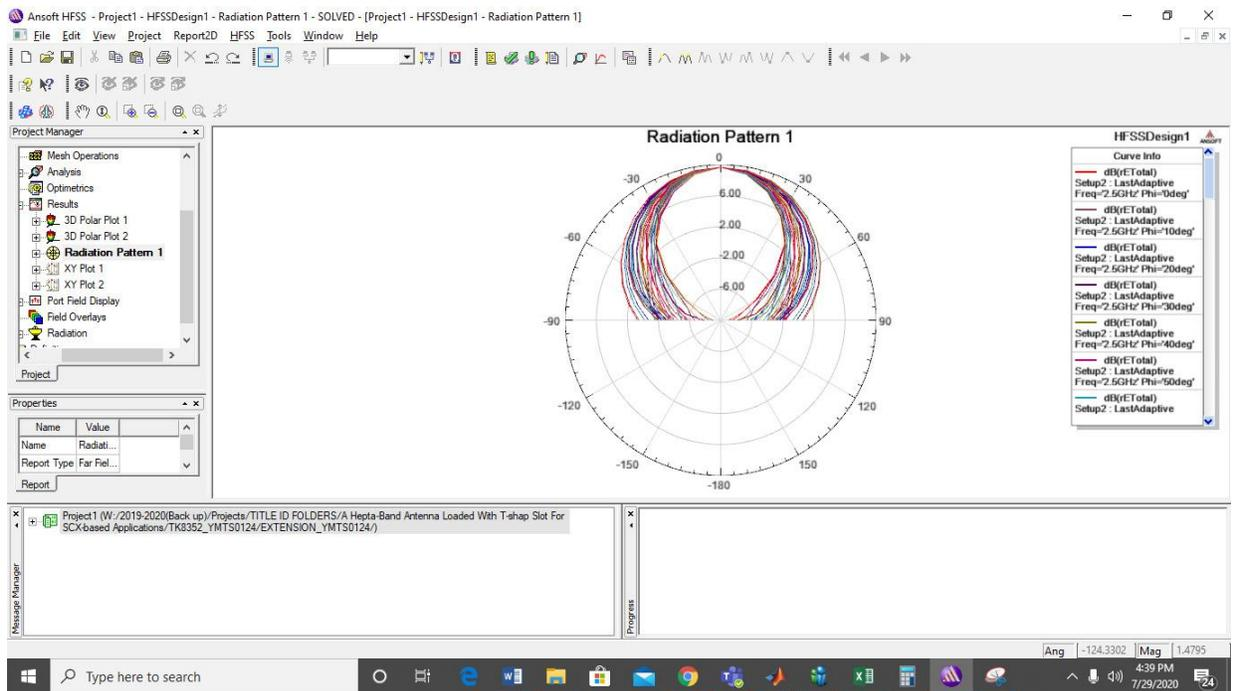 Ansoft HFSS - Project1 - HFSSDesign1 - Radiation Pattern 1 - SOLVED - [Project1 - HFSSDesign1 - Radiation Pattern 1]
File Edit View Project Report2D HFSS Tools Window Help
Project Manager
Mesh Operations
Analysis
Optimetrics
Results
3D Polar Plot 1
3D Polar Plot 2
Radiation Pattern 1
XY Plot 1
XY Plot 2
Port Field Display
Field Overlays
Radiation
Project
Properties
Name Value
Name Radiati...
Report Type Far Fiel...
Report
Radiation Pattern 1
0
-30 30
6.00
2.00
-60 60
-2.00
-6.00
-90 90
-120 120
-150 150
-180
HFSSDesign1
ANSOFT
Curve Info
dB(rETotal)
Setup2 : LastAdaptive
Freq='2.5GHz' Phi='0deg'
dB(rETotal)
Setup2 : LastAdaptive
Freq='2.5GHz' Phi='10deg'
dB(rETotal)
Setup2 : LastAdaptive
Freq='2.5GHz' Phi='20deg'
dB(rETotal)
Setup2 : LastAdaptive
Freq='2.5GHz' Phi='30deg'
dB(rETotal)
Setup2 : LastAdaptive
Freq='2.5GHz' Phi='40deg'
dB(rETotal)
Setup2 : LastAdaptive
Freq='2.5GHz' Phi='50deg'
dB(rETotal)
Setup2 : LastAdaptive
Message Manager
Project1 (W:/2019-2020(Back up)/Projects/TITLE ID FOLDERS/A Hepta-Band Antenna Loaded With T-shap Slot For
SCX-based Applications/TK8352_YMTS0124/EXTENSION_YMTS0124/)
Progress
Ang -124.3302 Mag 1.4795
Type here to search
4:39 PM
7/29/2020
24